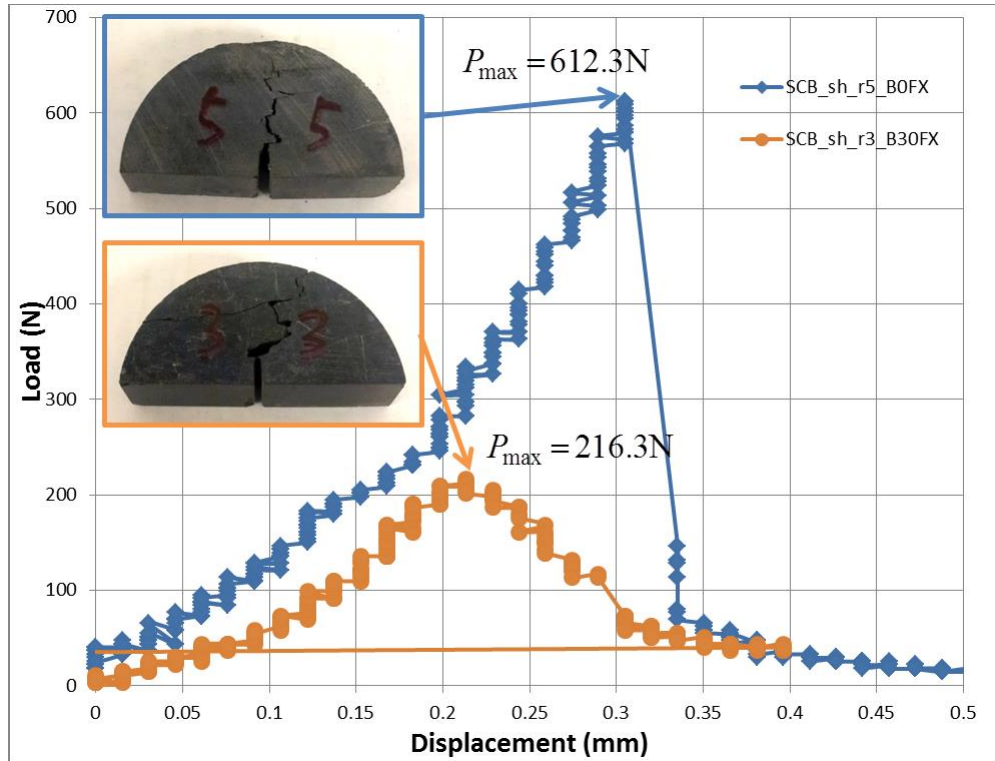 700
600
500
400
300
200
100
0
Load (N)
5 5
3 3
P_max = 612.3N
P_max = 216.3N
SCB_sh_r5_B0FX
SCB_sh_r3_B30FX
0 0.05 0.1 0.15 0.2 0.25 0.3 0.35 0.4 0.45 0.5
Displacement (mm)